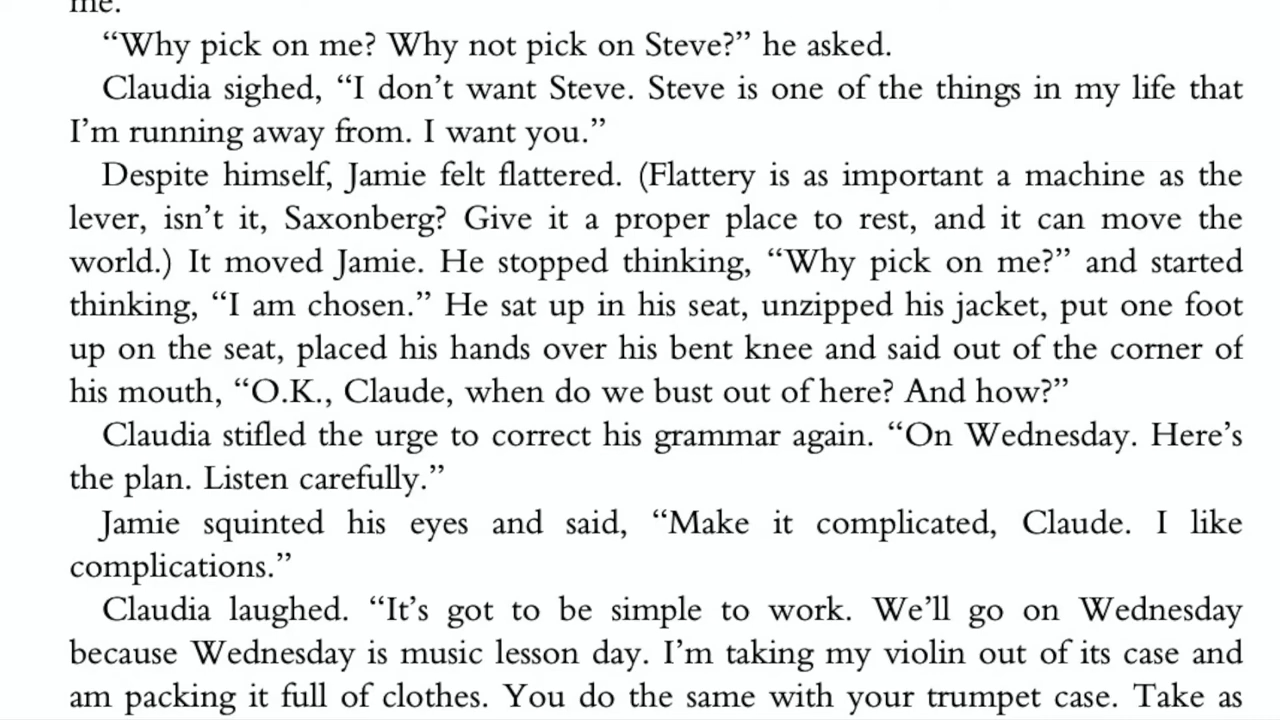 me.
“Why pick on me? Why not pick on Steve?” he asked.
Claudia sighed, “I don’t want Steve. Steve is one of the things in my life that
I’m running away from. I want you.”
Despite himself, Jamie felt flattered. (Flattery is as important a machine as the
lever, isn’t it, Saxonberg? Give it a proper place to rest, and it can move the
world.) It moved Jamie. He stopped thinking, “Why pick on me?” and started
thinking, “I am chosen.” He sat up in his seat, unzipped his jacket, put one foot
up on the seat, placed his hands over his bent knee and said out of the corner of
his mouth, “O.K., Claude, when do we bust out of here? And how?”
Claudia stifled the urge to correct his grammar again. “On Wednesday. Here’s
the plan. Listen carefully.”
Jamie squinted his eyes and said, “Make it complicated, Claude. I like
complications.”
Claudia laughed. “It’s got to be simple to work. We’ll go on Wednesday
because Wednesday is music lesson day. I’m taking my violin out of its case and
am packing it full of clothes. You do the same with your trumpet case. Take as